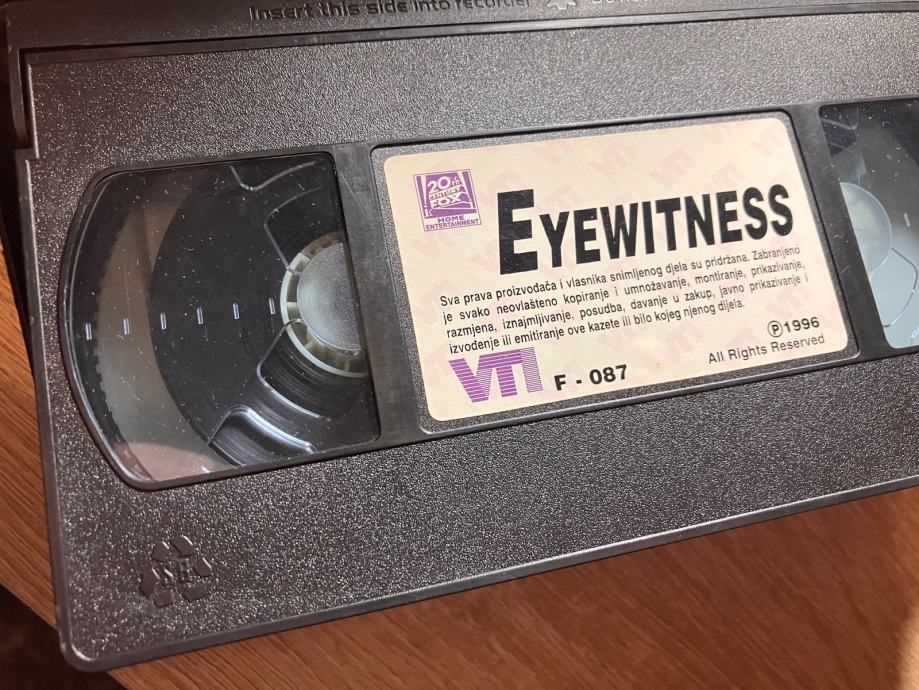 Insert this side into recorder
20th
CENTURY
FOX
HOME
ENTERTAINMENT
EYEWITNESS
Sva prava proizvođača i vlasnika snimljenog djela su pridržana. Zabranjeno
je svako neovlašteno kopiranje i umnožavanje, montiranje, prikazivanje,
razmjena, iznajmljivanje, posudba, davanje u zakup, javno prikazivanje i
izvođenje ili emitiranje ove kazete ili bilo kojeg njenog dijela.
℗1996
VTI F - 087 All Rights Reserved